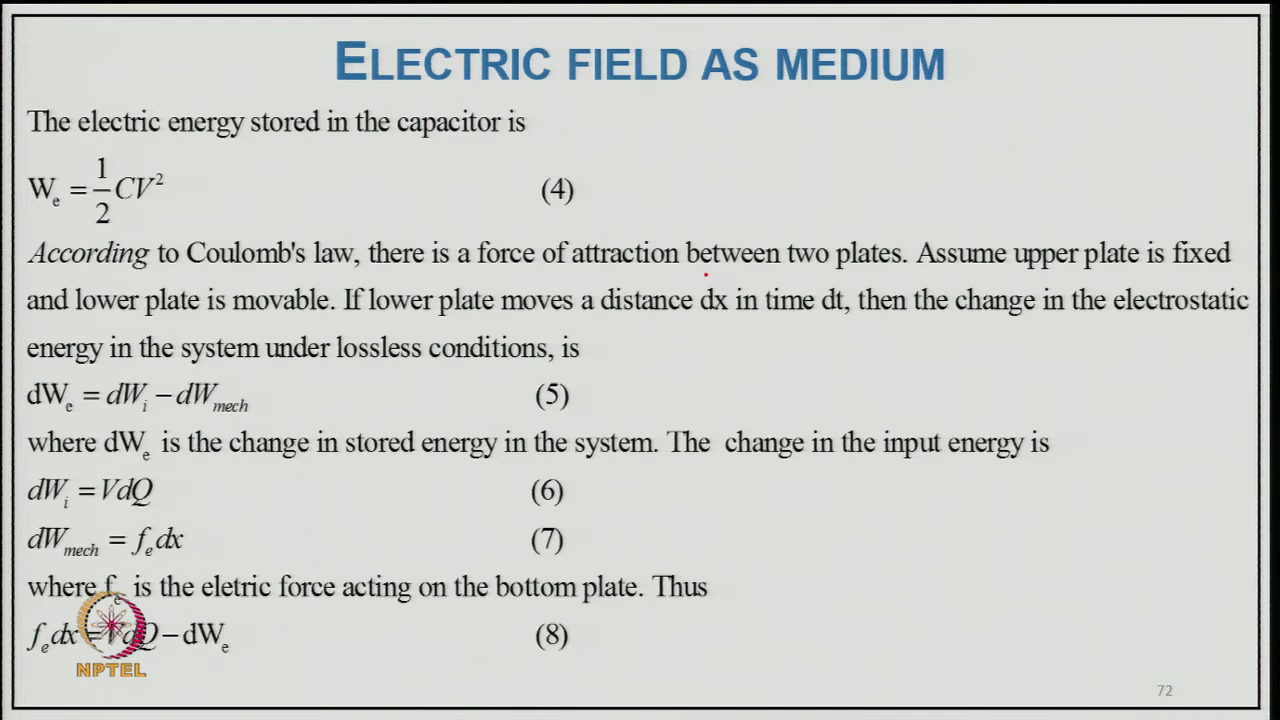 ELECTRIC FIELD AS MEDIUM
The electric energy stored in the capacitor is
W_e = 1/2 CV² (4)
According to Coulomb's law, there is a force of attraction between two plates. Assume upper plate is fixed
and lower plate is movable. If lower plate moves a distance dx in time dt, then the change in the electrostatic
energy in the system under lossless conditions, is
dW_e = dW_i − dW_mech (5)
where dW_e is the change in stored energy in the system. The change in the input energy is
dW_i = VdQ (6)
dW_mech = f_e dx (7)
where f_e is the eletric force acting on the bottom plate. Thus
f_e dx = VdQ − dW_e (8)
NPTEL
72